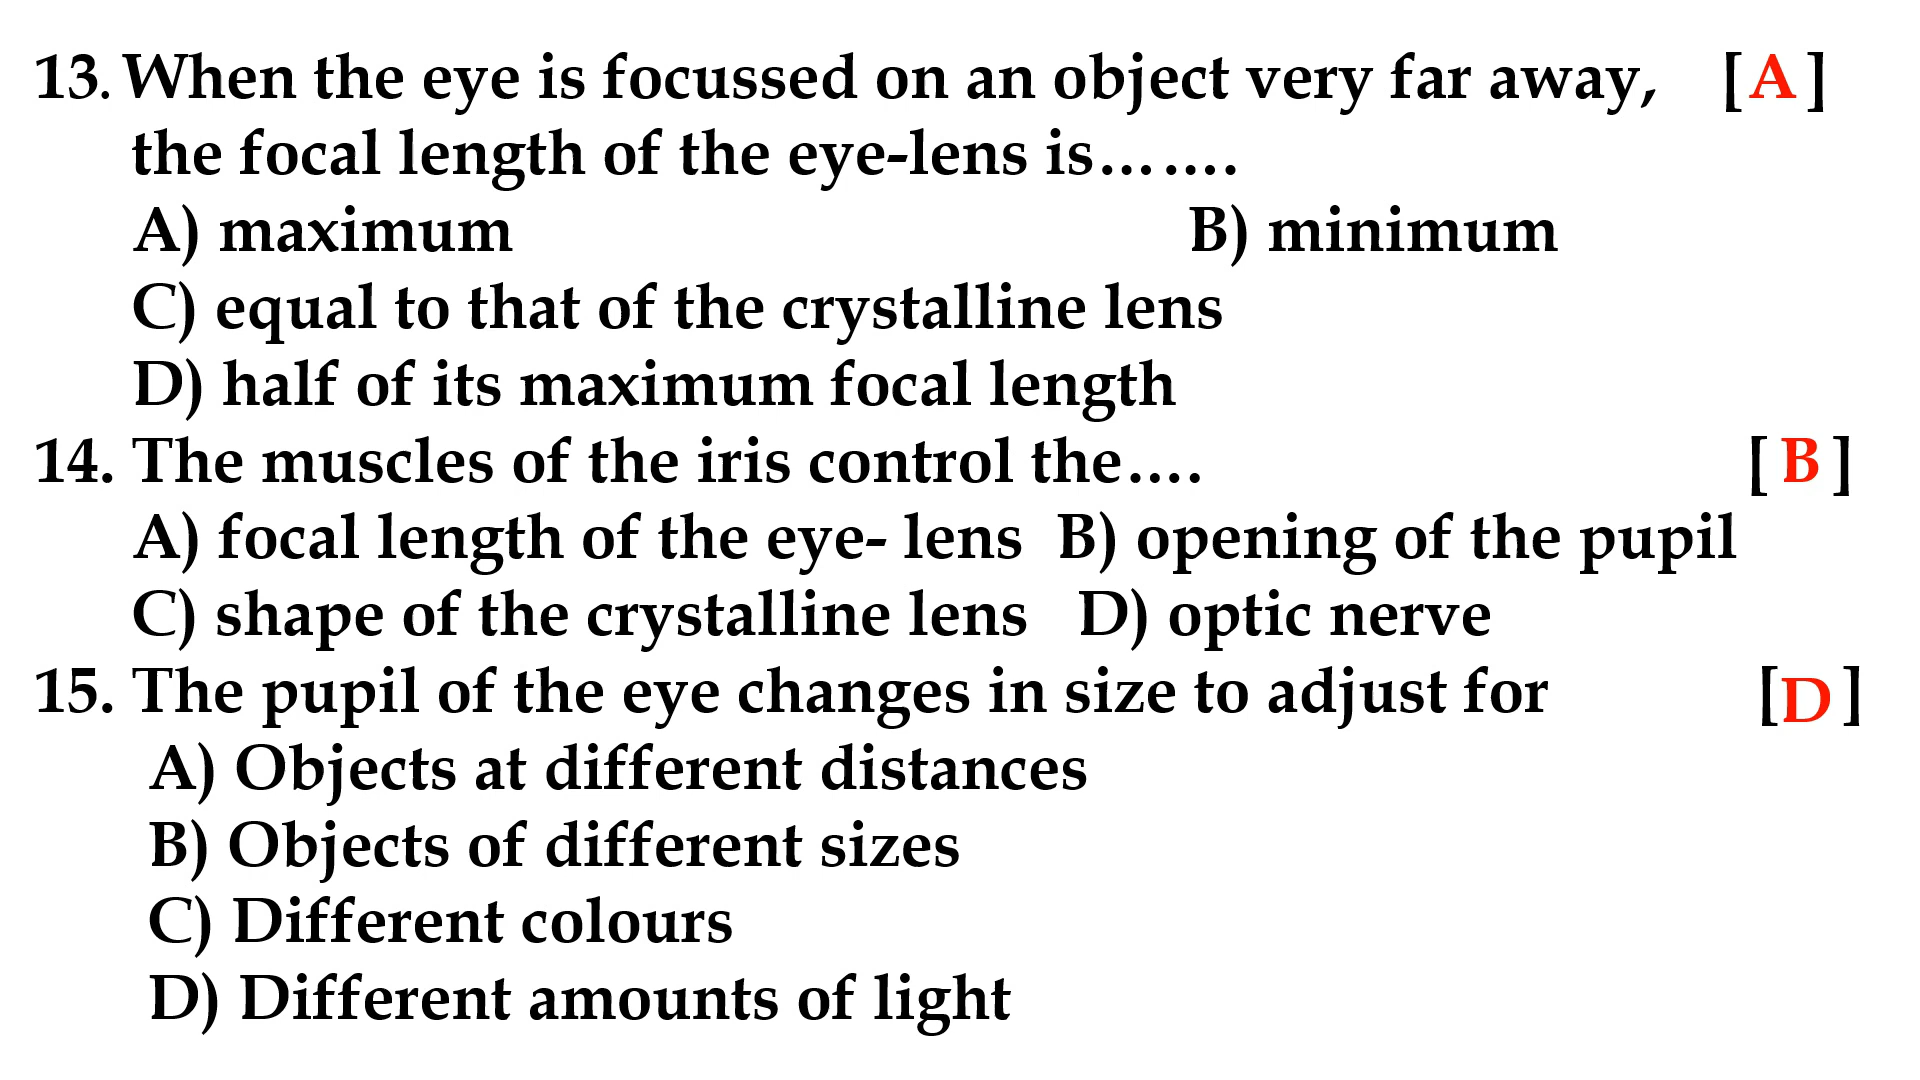 13. When the eye is focussed on an object very far away, [A]
the focal length of the eye-lens is…….
A) maximum B) minimum
C) equal to that of the crystalline lens
D) half of its maximum focal length
14. The muscles of the iris control the…. [ B ]
A) focal length of the eye- lens B) opening of the pupil
C) shape of the crystalline lens D) optic nerve
15. The pupil of the eye changes in size to adjust for [D]
A) Objects at different distances
B) Objects of different sizes
C) Different colours
D) Different amounts of light